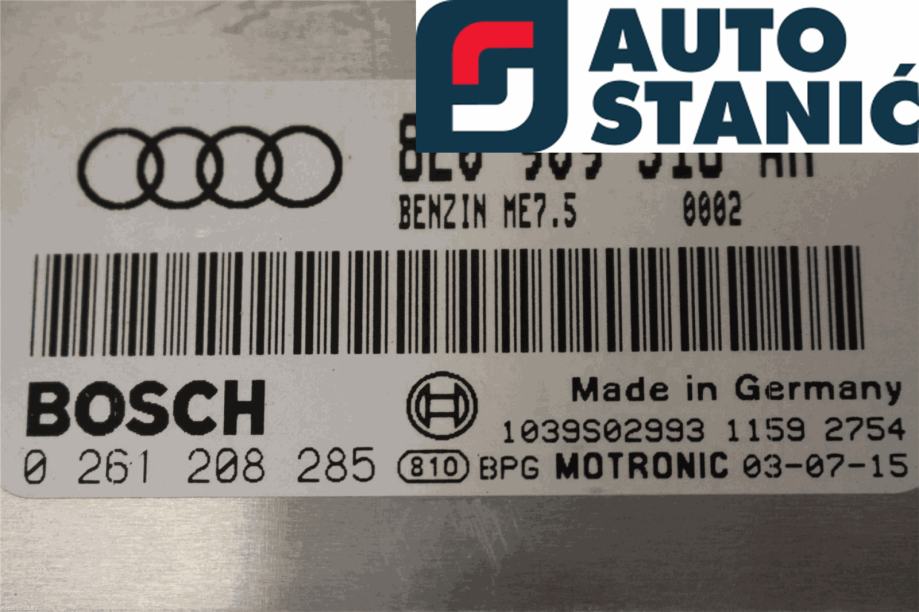 AUTO
STANIĆ
BENZIN ME7.5 0002
BOSCH
Made in Germany
1039S02993 1159 2754
0 261 208 285 810 BPG MOTRONIC 03-07-15